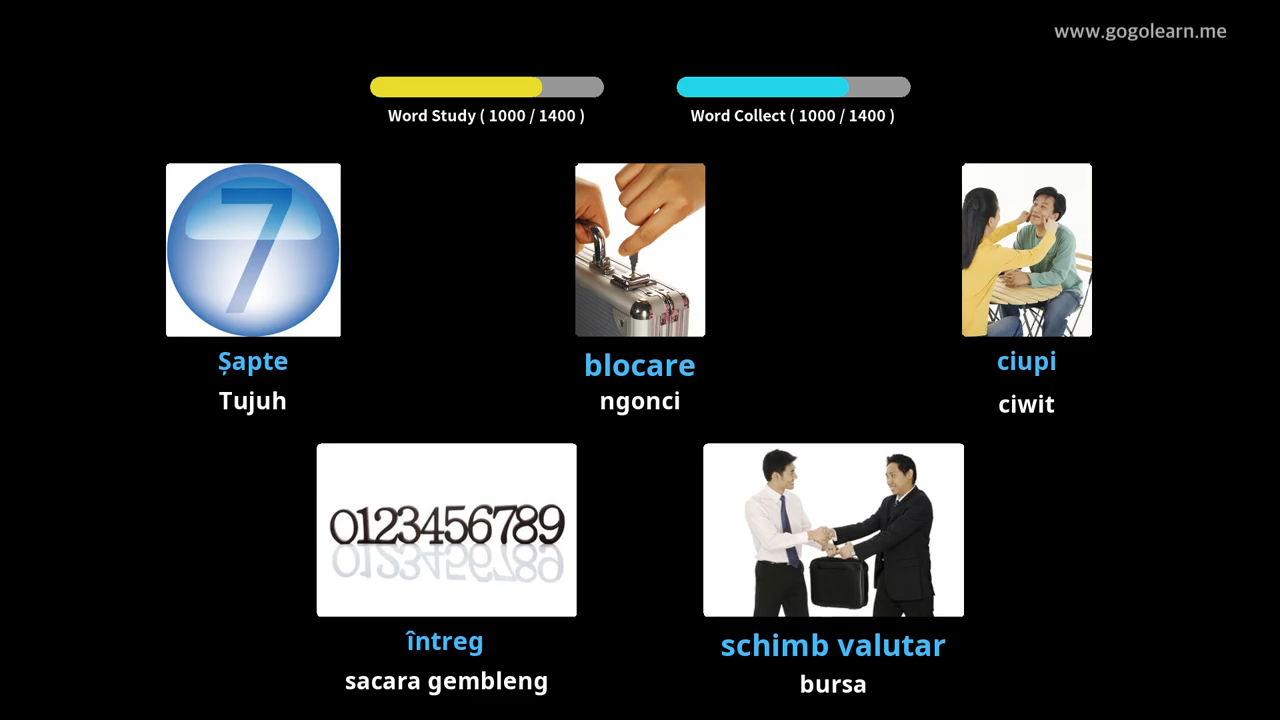 www.gogolearn.me
Word Study ( 1000 / 1400 )
Word Collect ( 1000 / 1400 )
7
Șapte
Tujuh
blocare
ngonci
ciupi
ciwit
0123456789
întreg
sacara gembleng
schimb valutar
bursa